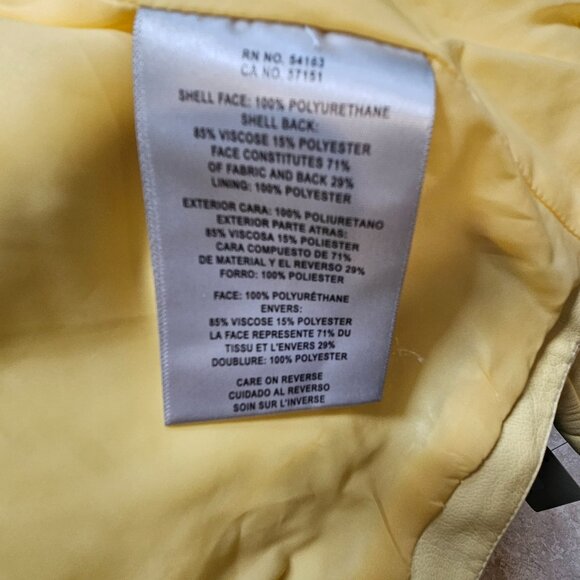 RN NO. 54163
CA NO. 37151
SHELL FACE: 100% POLYURETHANE
SHELL BACK:
85% VISCOSE 15% POLYESTER
FACE CONSTITUTES 71%
OF FABRIC AND BACK 29%
LINING: 100% POLYESTER
EXTERIOR CARA: 100% POLIURETANO
EXTERIOR PARTE ATRAS:
85% VISCOSA 15% POLIESTER
CARA COMPUESTO DE 71%
DE MATERIAL Y EL REVERSO 29%
FORRO: 100% POLIESTER
FACE: 100% POLYURÉTHANE
ENVERS:
85% VISCOSE 15% POLYESTER
LA FACE REPRESENTE 71% DU
TISSU ET L'ENVERS 29%
DOUBLURE: 100% POLYESTER
CARE ON REVERSE
CUIDADO AL REVERSO
SOIN SUR L'INVERSE